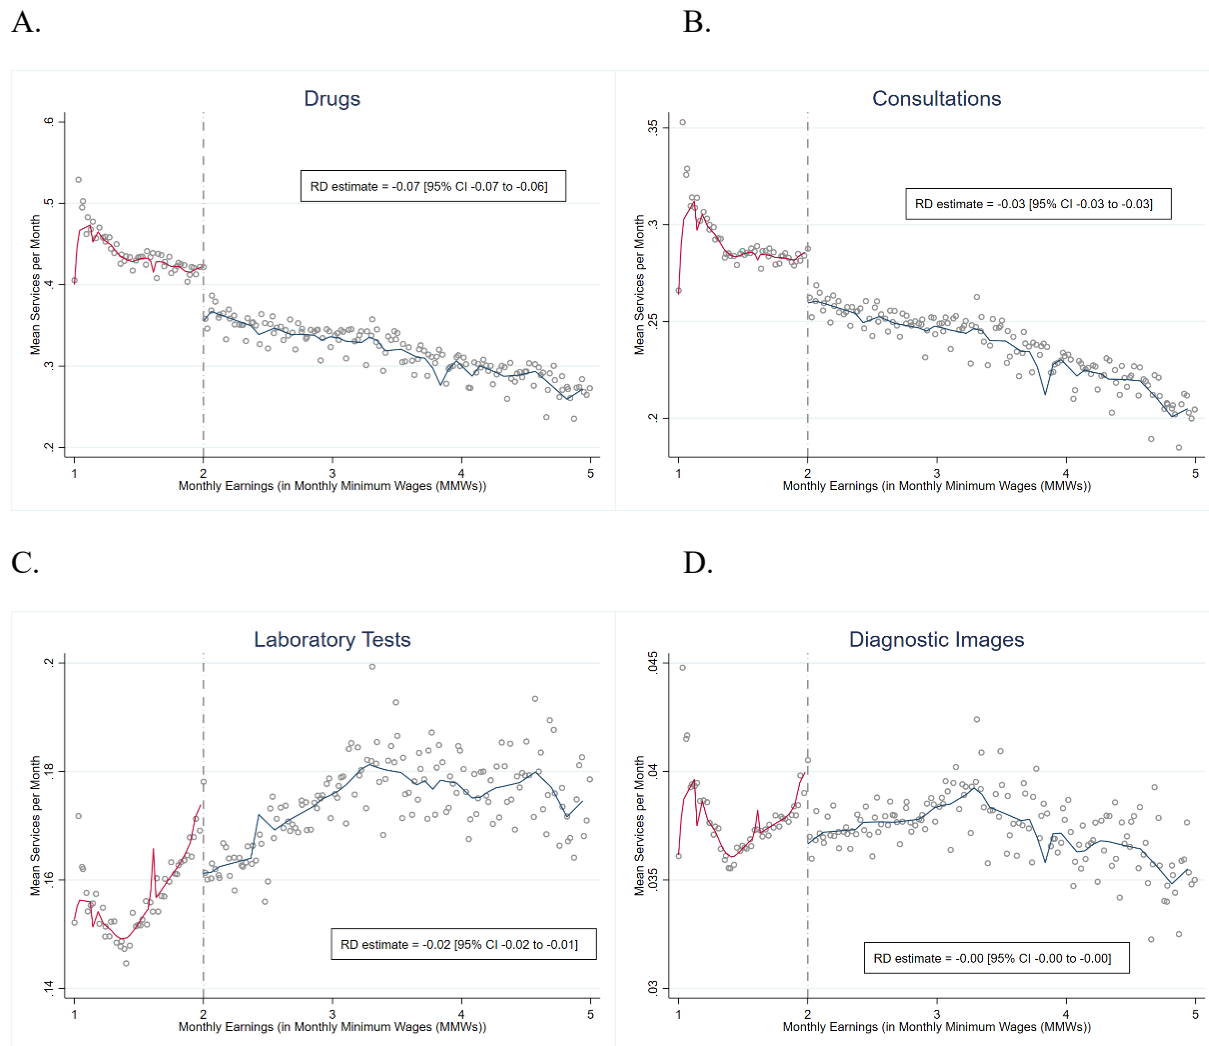 A.
B.
Drugs
.6
.5
.4
.3
.2
Mean Services per Month
RD estimate = -0.07 [95% CI -0.07 to -0.06]
1 2 3 4 5
Monthly Earnings (in Monthly Minimum Wages (MMWs))
Consultations
.35
.3
.25
.2
Mean Services per Month
RD estimate = -0.03 [95% CI -0.03 to -0.03]
1 2 3 4 5
Monthly Earnings (in Monthly Minimum Wages (MMWs))
C.
D.
Laboratory Tests
.2
.18
.16
.14
Mean Services per Month
RD estimate = -0.02 [95% CI -0.02 to -0.01]
1 2 3 4 5
Monthly Earnings (in Monthly Minimum Wages (MMWs))
Diagnostic Images
.045
.04
.035
.03
Mean Services per Month
RD estimate = -0.00 [95% CI -0.00 to -0.00]
1 2 3 4 5
Monthly Earnings (in Monthly Minimum Wages (MMWs))